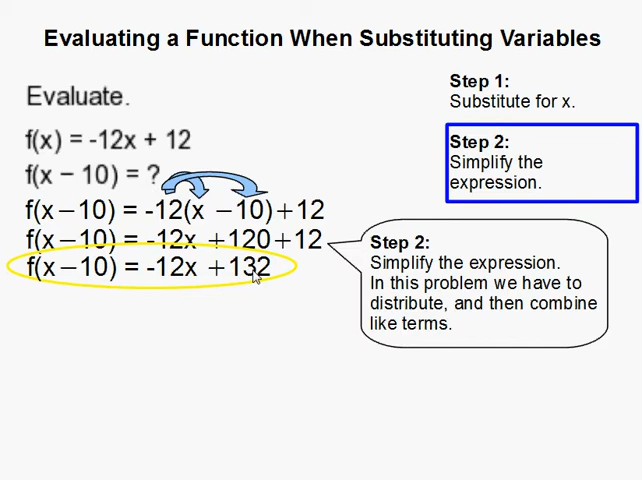 Evaluating a Function When Substituting Variables
Evaluate.
f(x) = -12x + 12
f(x − 10) = ?
f(x − 10) = -12(x − 10) + 12
f(x − 10) = -12x + 120 + 12
f(x − 10) = -12x + 132
Step 1:
Substitute for x.
Step 2:
Simplify the
expression.
Step 2:
Simplify the expression.
In this problem we have to
distribute, and then combine
like terms.